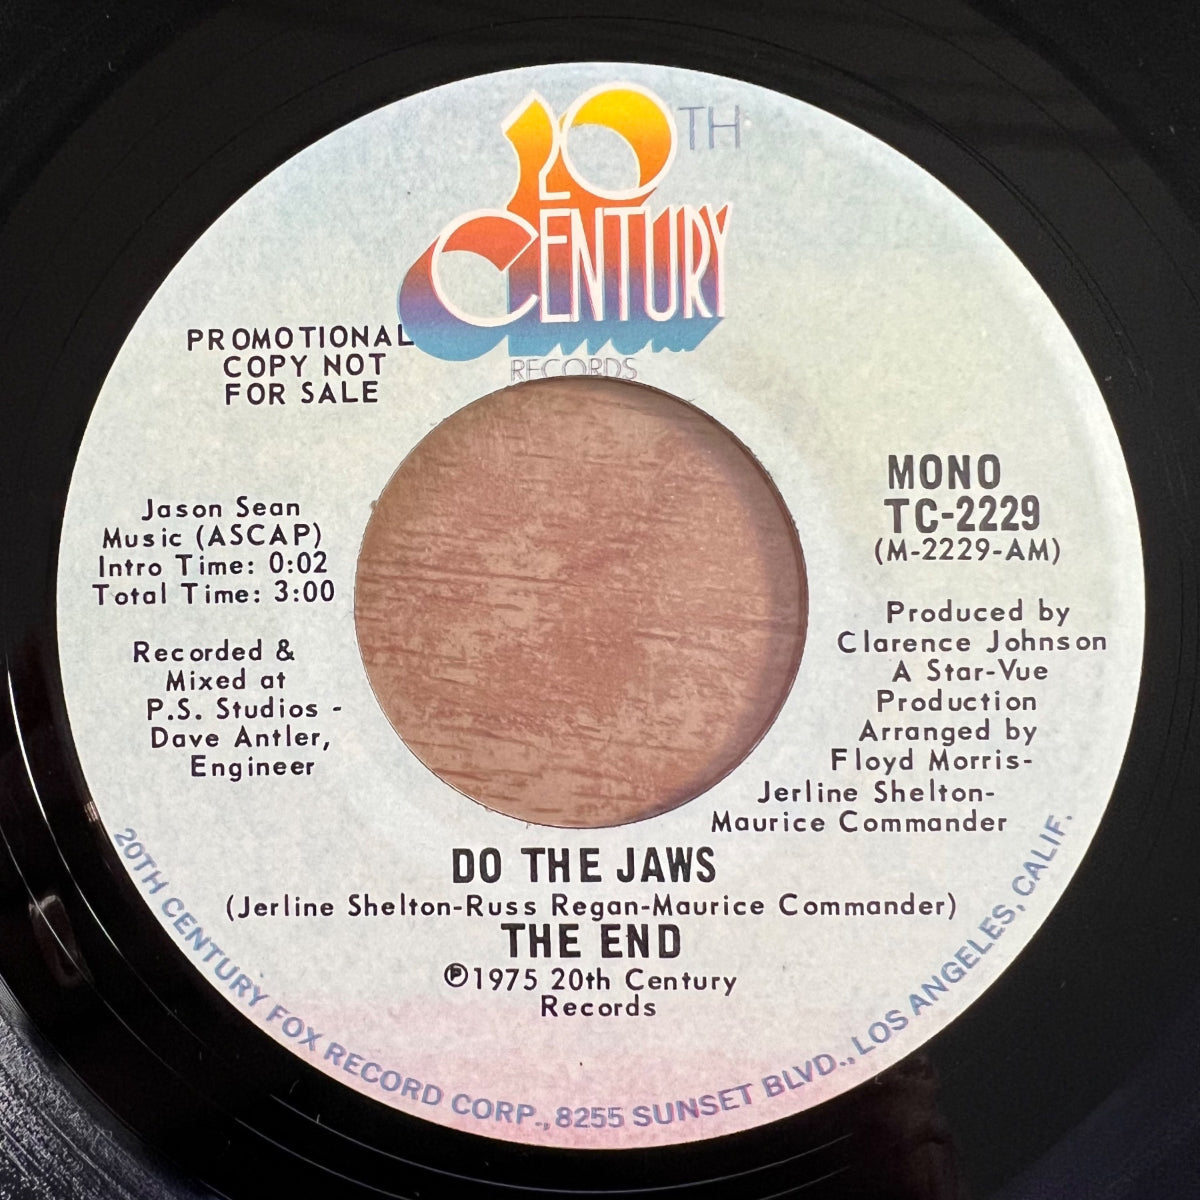 20TH
CENTURY
RECORDS
PROMOTIONAL
COPY NOT
FOR SALE
Jason Sean
Music (ASCAP)
Intro Time: 0:02
Total Time: 3:00
Recorded &
Mixed at
P.S. Studios -
Dave Antler,
Engineer
MONO
TC-2229
(M-2229-AM)
Produced by
Clarence Johnson
A Star-Vue
Production
Arranged by
Floyd Morris-
Jerline Shelton-
Maurice Commander
DO THE JAWS
(Jerline Shelton-Russ Regan-Maurice Commander)
THE END
℗1975 20th Century
Records
20TH CENTURY FOX RECORD CORP., 8255 SUNSET BLVD., LOS ANGELES, CALIF.